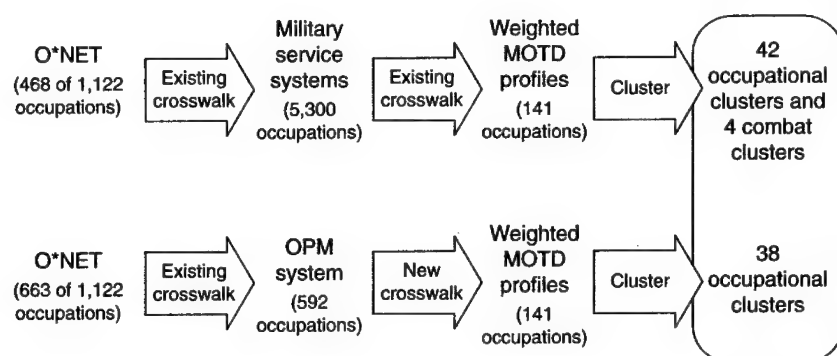 O*NET
(468 of 1,122
occupations)
Existing
crosswalk
Military
service
systems
(5,300
occupations)
Existing
crosswalk
Weighted
MOTD
profiles
(141
occupations)
Cluster
42
occupational
clusters and
4 combat
clusters
O*NET
(663 of 1,122
occupations)
Existing
crosswalk
OPM
system
(592
occupations)
New
crosswalk
Weighted
MOTD
profiles
(141
occupations)
Cluster
38
occupational
clusters